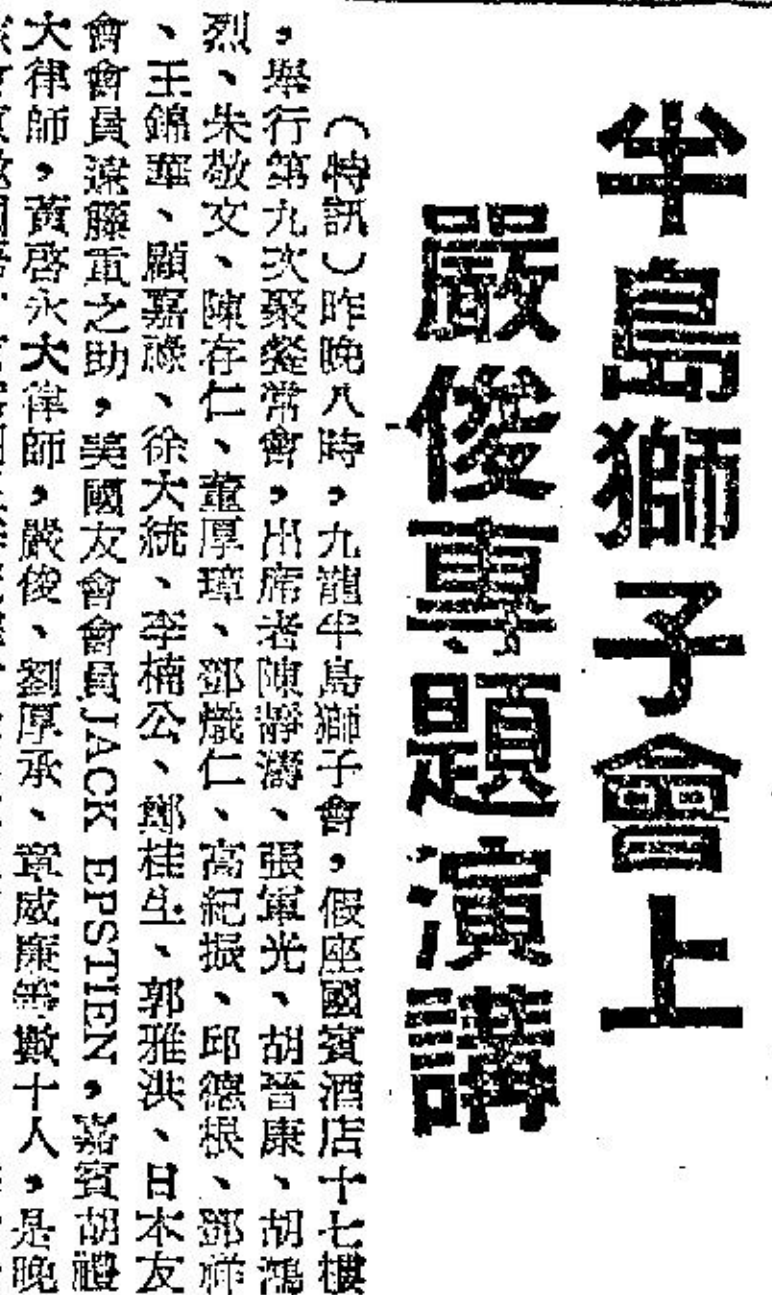 半島獅子會上
嚴俊專題演講
（特訊）昨晚八時，九龍半島獅子會，假座國賓酒店十七樓
，舉行第九次聚餐常會，出席者陳靜濤、張軍光、胡晉康、胡鴻
烈、朱敬文、陳存仁、董厚璋、鄧熾仁、高紀振、邱德根、鄧祥
、王錦華、顧嘉祿、徐大統、李楠公、鄭桂生、郭雅洪、日本友
會會員遠藤重之助，美國友會會員JACK EPSTIEN，嘉賓胡禮
大律師，黃啓永大律師，嚴俊、劉厚承、童威廉等數十人，是晚